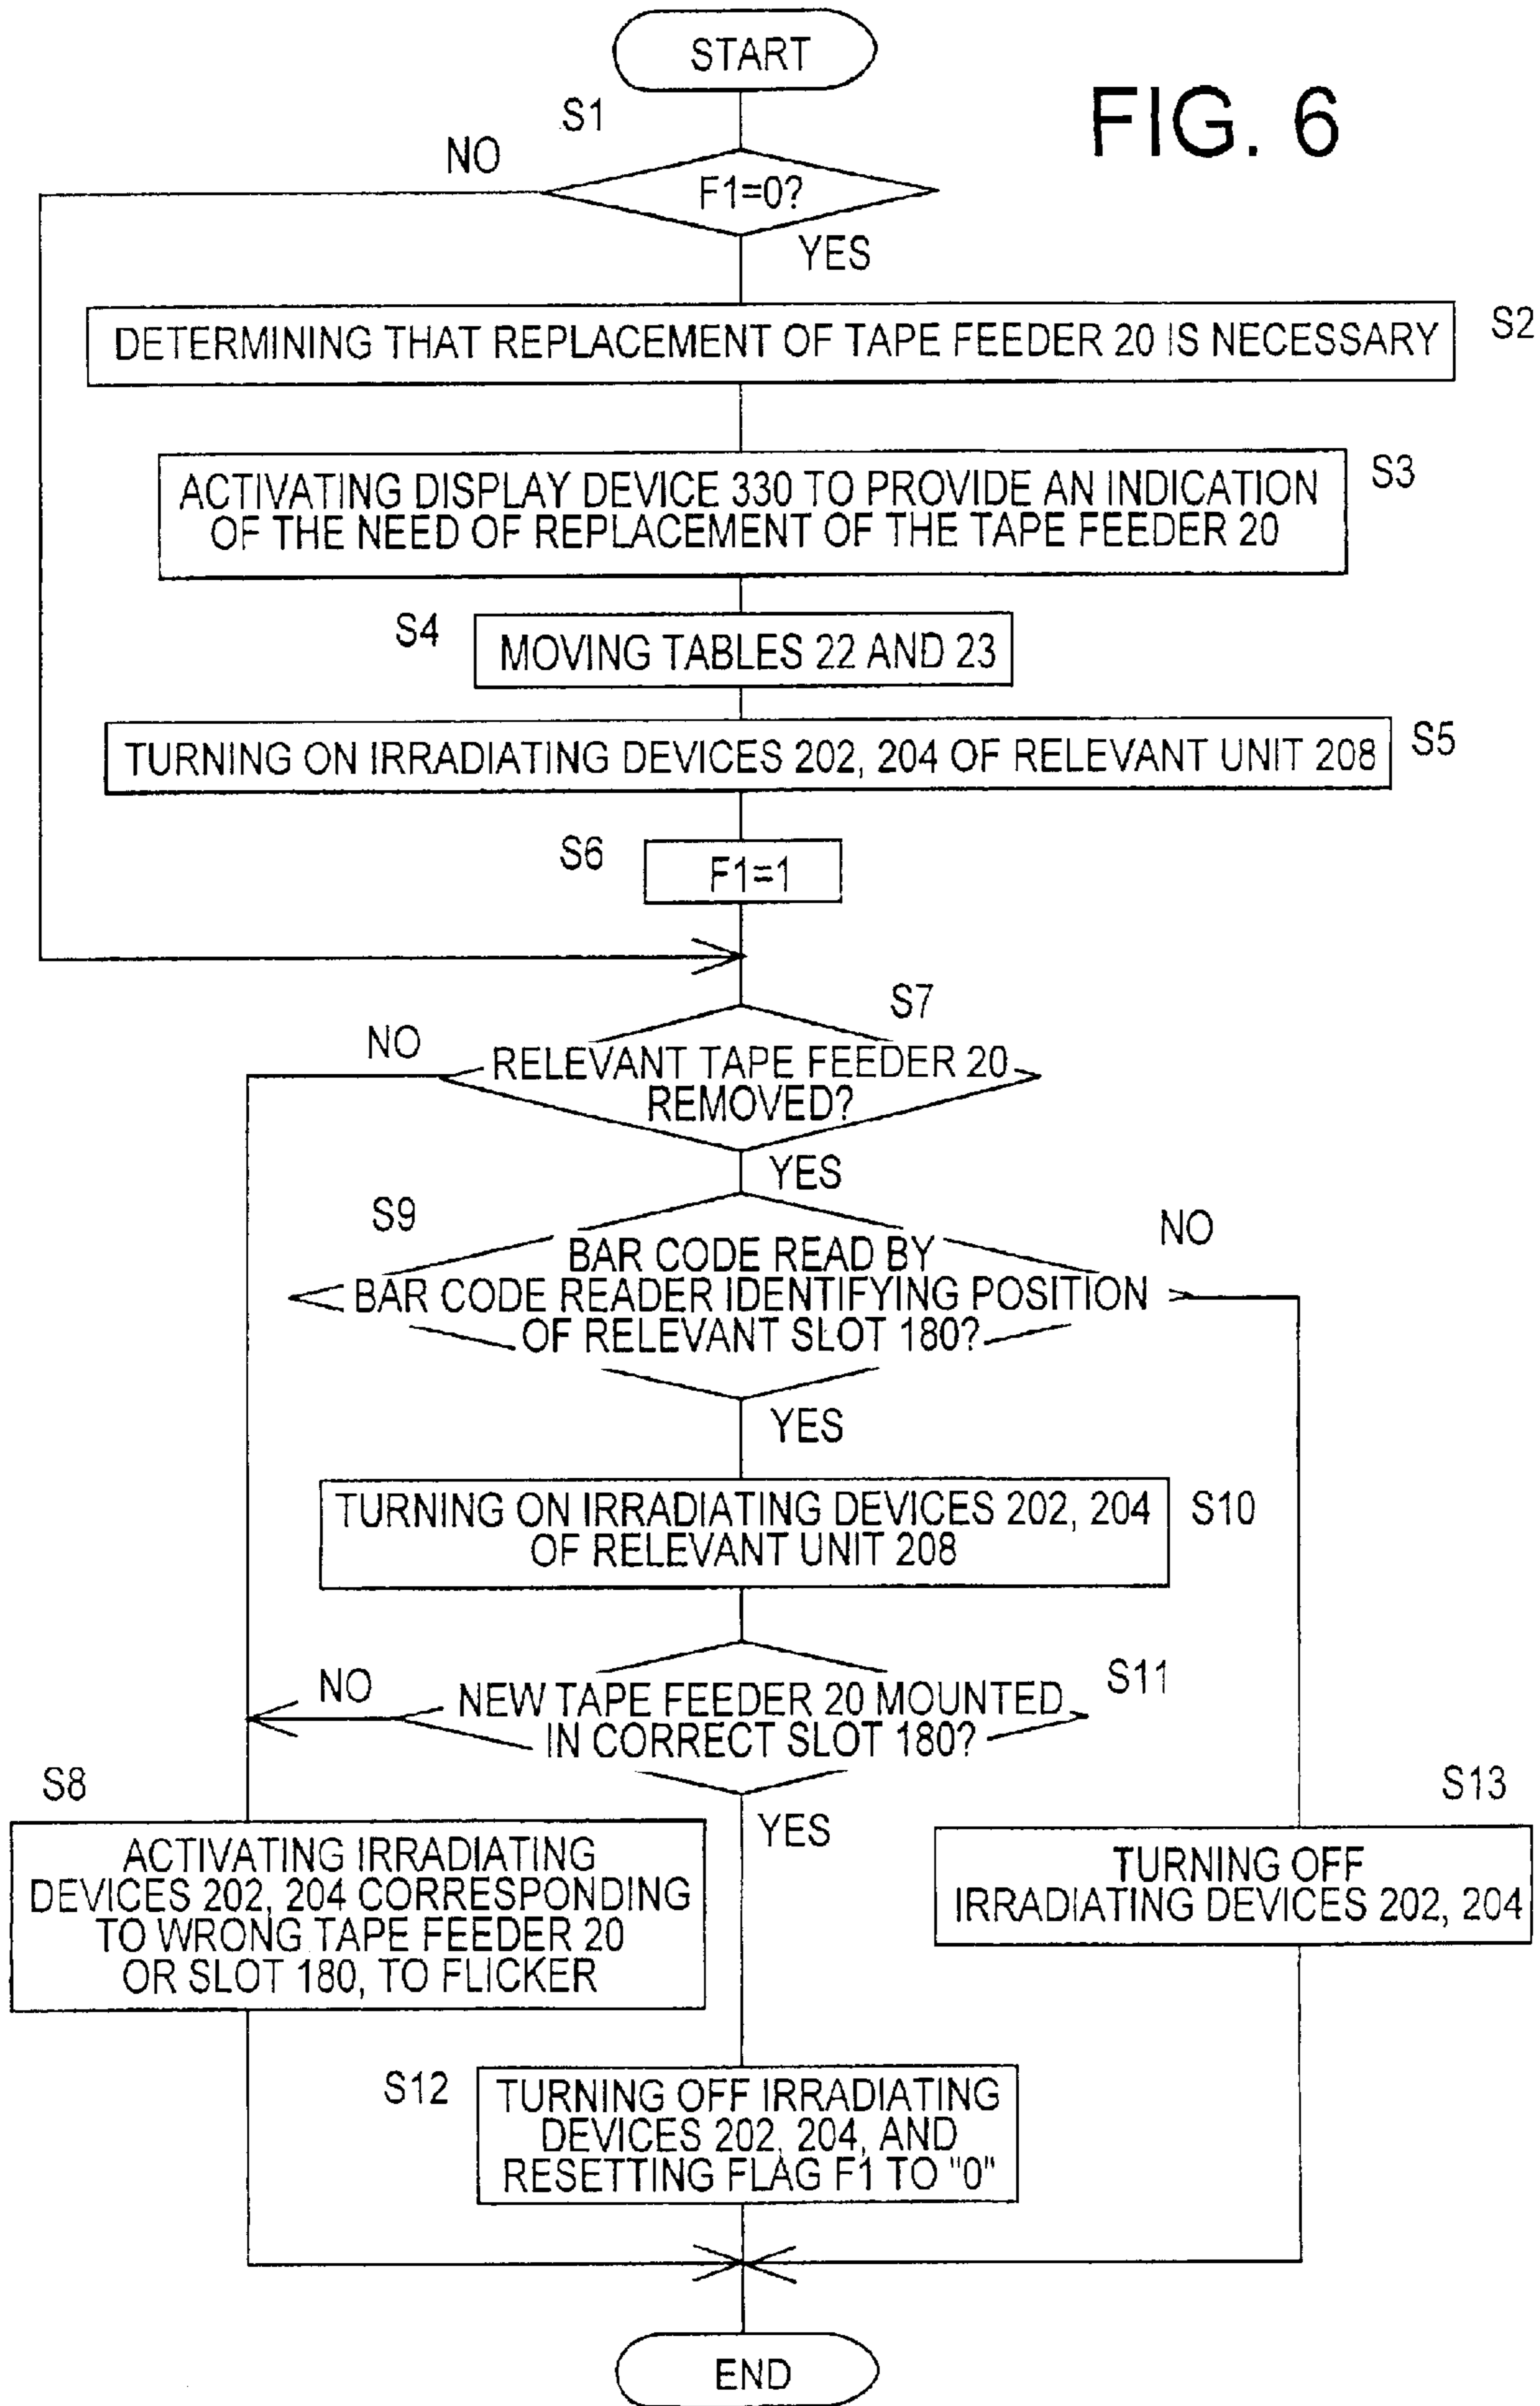 START
FIG. 6
S1
NO
F1=0?
YES
DETERMINING THAT REPLACEMENT OF TAPE FEEDER 20 IS NECESSARY
S2
ACTIVATING DISPLAY DEVICE 330 TO PROVIDE AN INDICATION
OF THE NEED OF REPLACEMENT OF THE TAPE FEEDER 20
S3
S4
MOVING TABLES 22 AND 23
TURNING ON IRRADIATING DEVICES 202, 204 OF RELEVANT UNIT 208
S5
S6
F1=1
S7
NO
RELEVANT TAPE FEEDER 20
REMOVED?
YES
S9
NO
BAR CODE READ BY
BAR CODE READER IDENTIFYING POSITION
OF RELEVANT SLOT 180?
YES
TURNING ON IRRADIATING DEVICES 202, 204
OF RELEVANT UNIT 208
S10
S11
NO
NEW TAPE FEEDER 20 MOUNTED
IN CORRECT SLOT 180?
YES
S8
ACTIVATING IRRADIATING
DEVICES 202, 204 CORRESPONDING
TO WRONG TAPE FEEDER 20
OR SLOT 180, TO FLICKER
S13
TURNING OFF
IRRADIATING DEVICES 202, 204
S12
TURNING OFF IRRADIATING
DEVICES 202, 204, AND
RESETTING FLAG F1 TO "0"
END